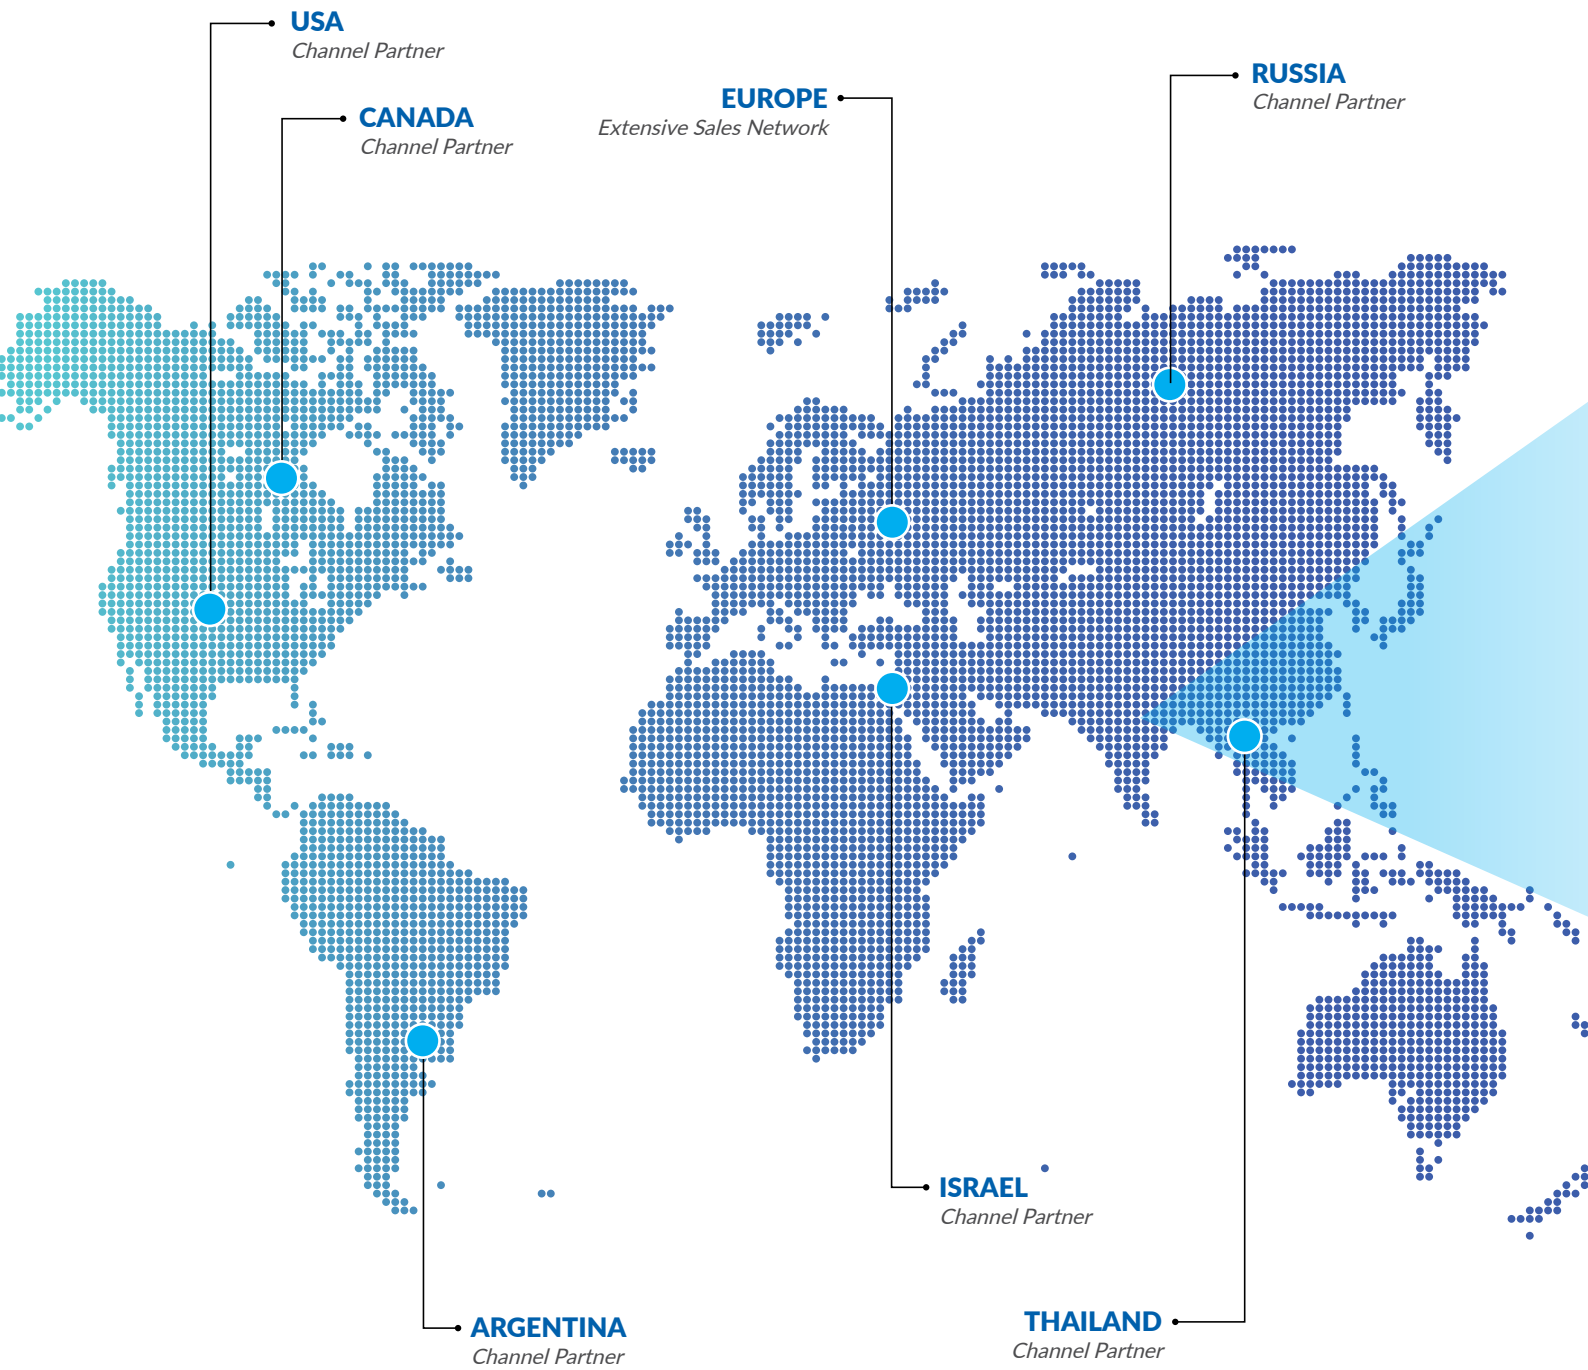 USA
Channel Partner
CANADA
Channel Partner
EUROPE
Extensive Sales Network
RUSSIA
Channel Partner
ISRAEL
Channel Partner
ARGENTINA
Channel Partner
THAILAND
Channel Partner